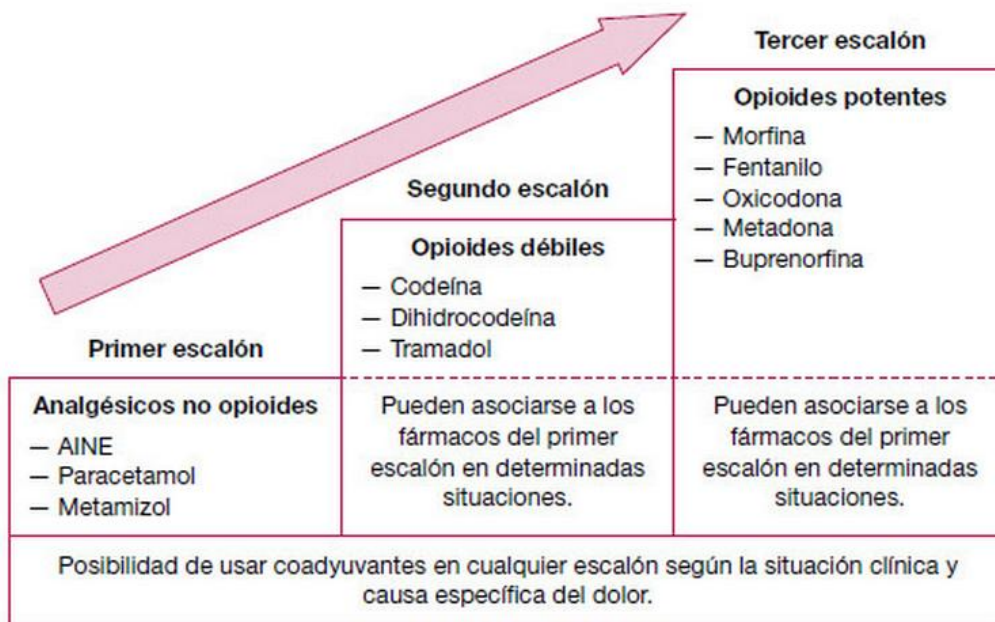 Primer escalón
Analgésicos no opioides
— AINE
— Paracetamol
— Metamizol
Segundo escalón
Opioides débiles
— Codeína
— Dihidrocodeína
— Tramadol
Pueden asociarse a los
fármacos del primer
escalón en determinadas
situaciones.
Tercer escalón
Opioides potentes
— Morfina
— Fentanilo
— Oxicodona
— Metadona
— Buprenorfina
Pueden asociarse a los
fármacos del primer
escalón en determinadas
situaciones.
Posibilidad de usar coadyuvantes en cualquier escalón según la situación clínica y
causa específica del dolor.